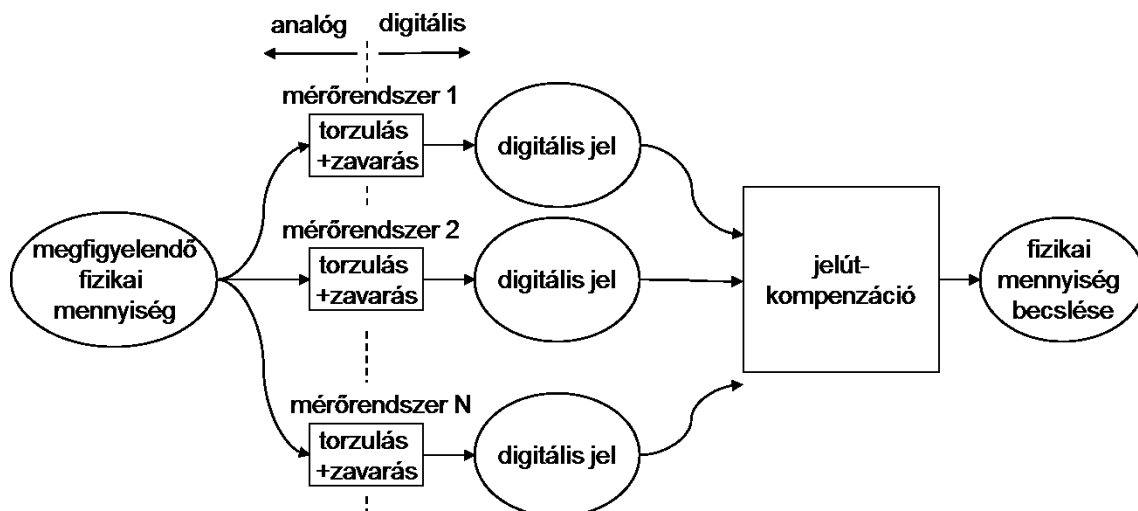 analóg digitális
mérőrendszer 1
torzulás
+zavarás
digitális jel
megfigyelendő
fizikai
mennyiség
mérőrendszer 2
torzulás
+zavarás
digitális jel
mérőrendszer N
torzulás
+zavarás
digitális jel
jelút-
kompenzáció
fizikai
mennyiség
becslése